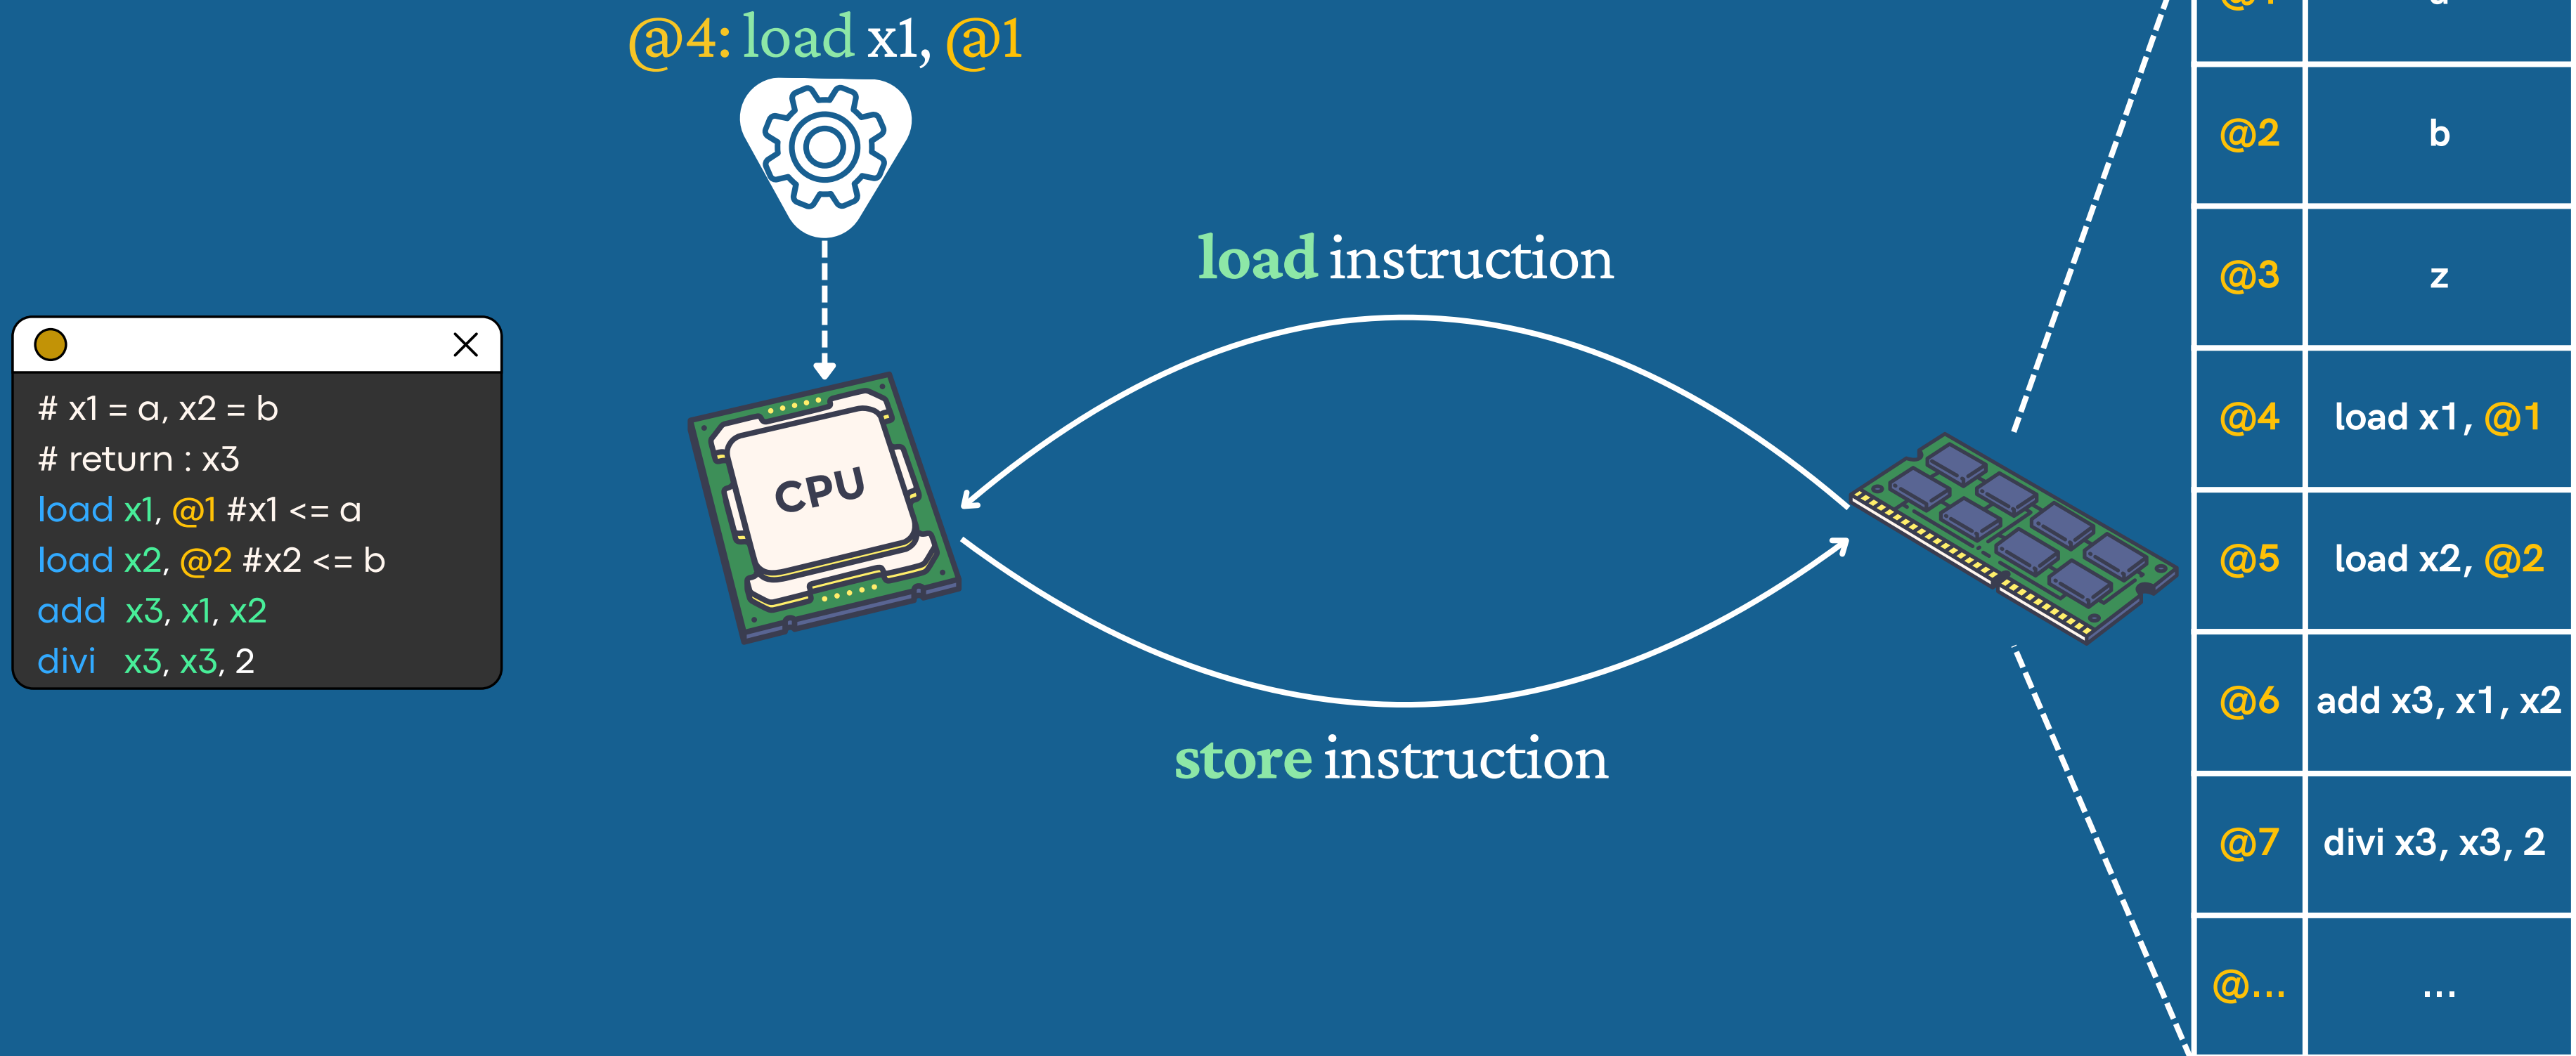 @4: load x1, @1
load instruction
# x1 = a, x2 = b
# return : x3
load x1, @1 #x1 <= a
load x2, @2 #x2 <= b
add x3, x1, x2
divi x3, x3, 2
CPU
store instruction
@2 b
@3 z
@4 load x1, @1
@5 load x2, @2
@6 add x3, x1, x2
@7 divi x3, x3, 2
@... ...